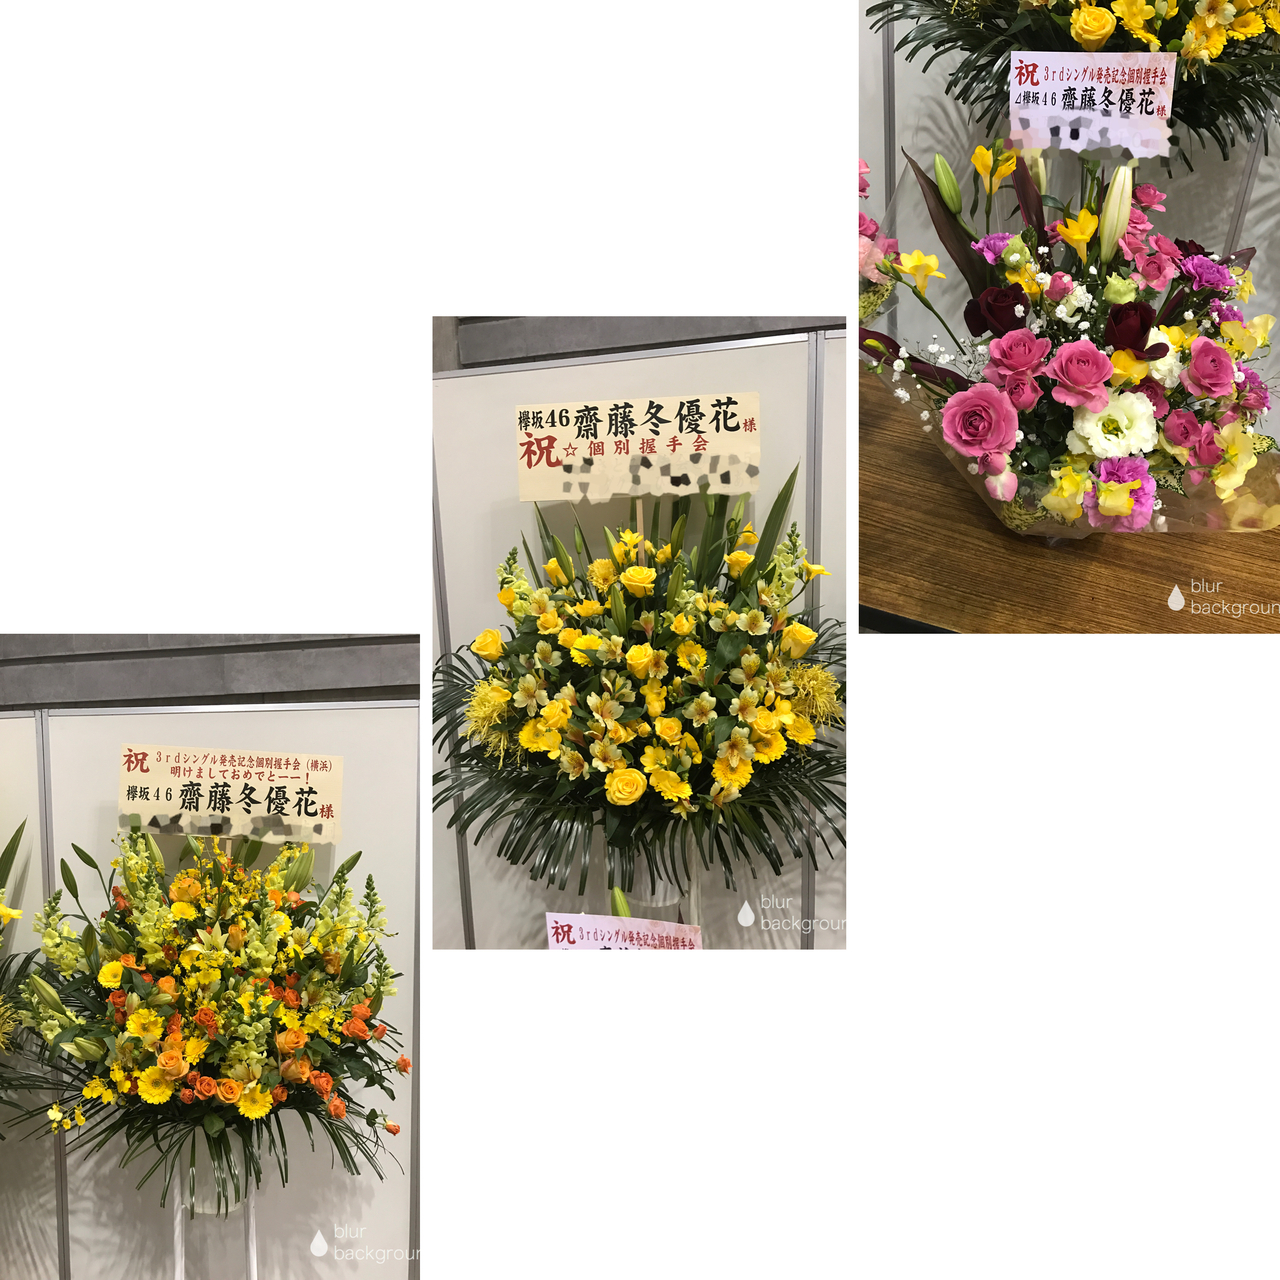 祝 3rdシングル発売記念個別握手会
⊿欅坂46 齋藤冬優花様
blur
backgroun
欅坂46 齋藤冬優花様
祝☆個別握手会
祝 3rdシングル発売記念個別握手会
blur
backgroun
祝 3rdシングル発売記念個別握手会(横浜)
明けましておめでとーー!
欅坂46 齋藤冬優花様
blur
backgroun